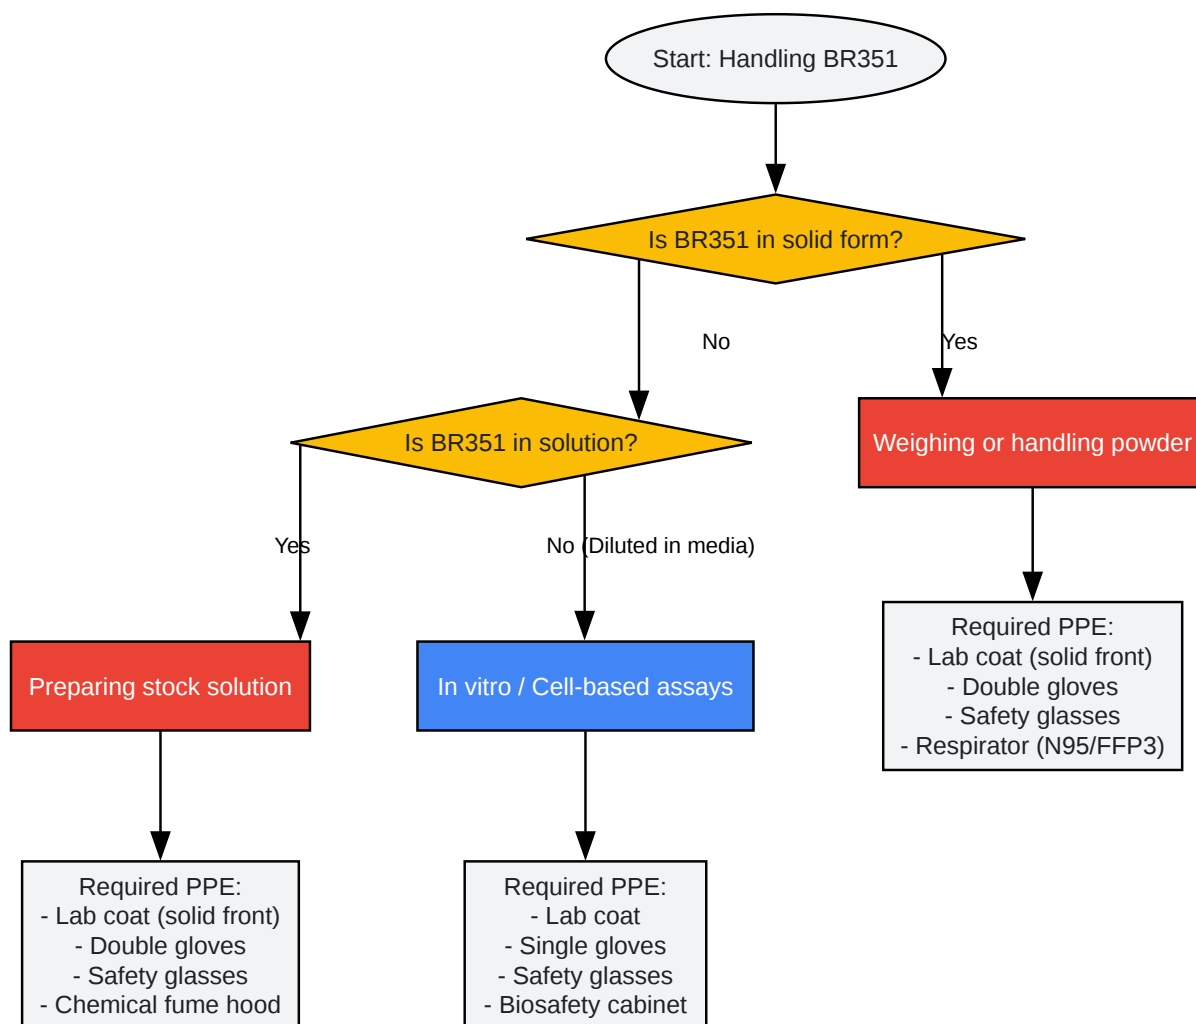 Start: Handling BR351
Is BR351 in solid form?
No
Yes
Is BR351 in solution?
Weighing or handling powder
Yes
No (Diluted in media)
Required PPE:
- Lab coat (solid front)
- Double gloves
- Safety glasses
- Respirator (N95/FFP3)
Preparing stock solution
In vitro / Cell-based assays
Required PPE:
- Lab coat (solid front)
- Double gloves
- Safety glasses
- Chemical fume hood
Required PPE:
- Lab coat
- Single gloves
- Safety glasses
- Biosafety cabinet